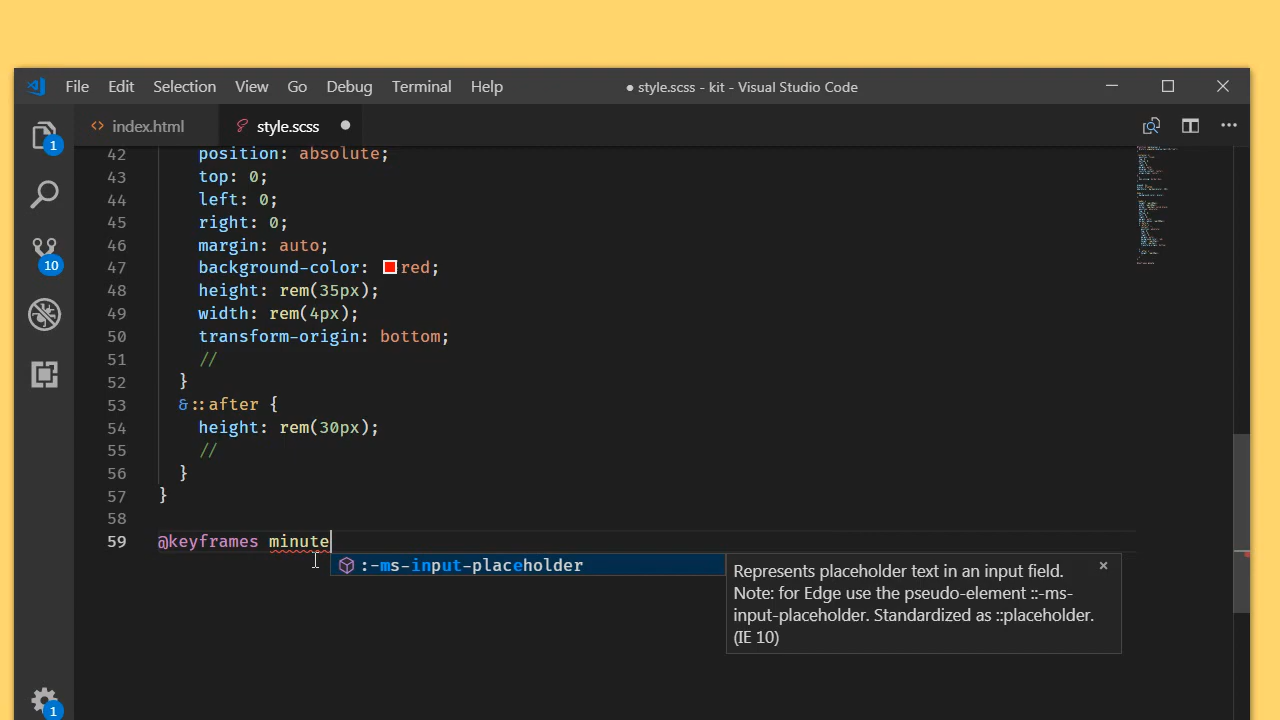 File Edit Selection View Go Debug Terminal Help ● style.scss - kit - Visual Studio Code
<> index.html style.scss ●
1
10
1
42 position: absolute;
43 top: 0;
44 left: 0;
45 right: 0;
46 margin: auto;
47 background-color: red;
48 height: rem(35px);
49 width: rem(4px);
50 transform-origin: bottom;
51 //
52 }
53 &::after {
54 height: rem(30px);
55 //
56 }
57 }
58
59 @keyframes minute
:-ms-input-placeholder
Represents placeholder text in an input field.
Note: for Edge use the pseudo-element ::-ms-
input-placeholder. Standardized as ::placeholder.
(IE 10)